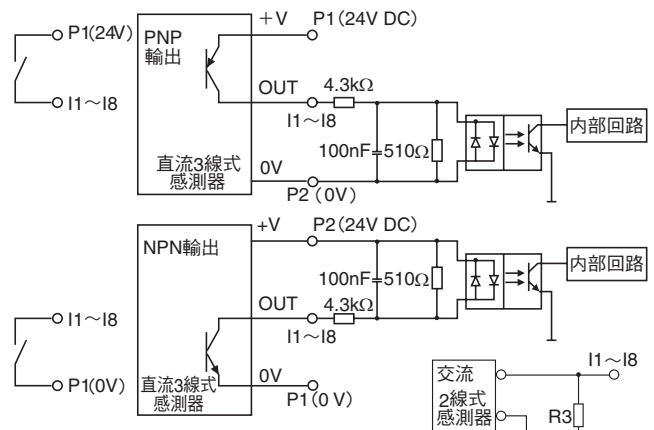 P1(24V)
I1～I8
PNP
輸出
直流3線式
感測器
＋V
P1(24V DC)
OUT
4.3kΩ
I1～I8
100nF
510Ω
0V
P2（0V）
内部回路
I1～I8
P1(0V)
NPN輸出
直流3線式
感測器
+V
P2(24V DC)
100nF
510Ω
OUT
4.3kΩ
I1～I8
0V
P1(0 V)
内部回路
交流
2線式
感測器
I1～I8
R3